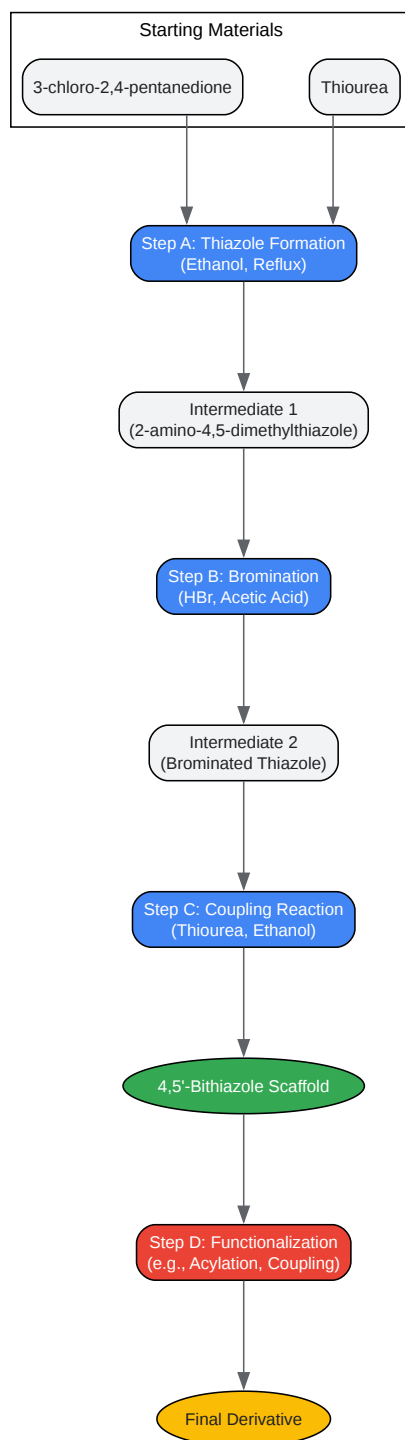 Starting Materials
3-chloro-2,4-pentanedione
Thiourea
Step A: Thiazole Formation
(Ethanol, Reflux)
Intermediate 1
(2-amino-4,5-dimethylthiazole)
Step B: Bromination
(HBr, Acetic Acid)
Intermediate 2
(Brominated Thiazole)
Step C: Coupling Reaction
(Thiourea, Ethanol)
4,5'-Bithiazole Scaffold
Step D: Functionalization
(e.g., Acylation, Coupling)
Final Derivative